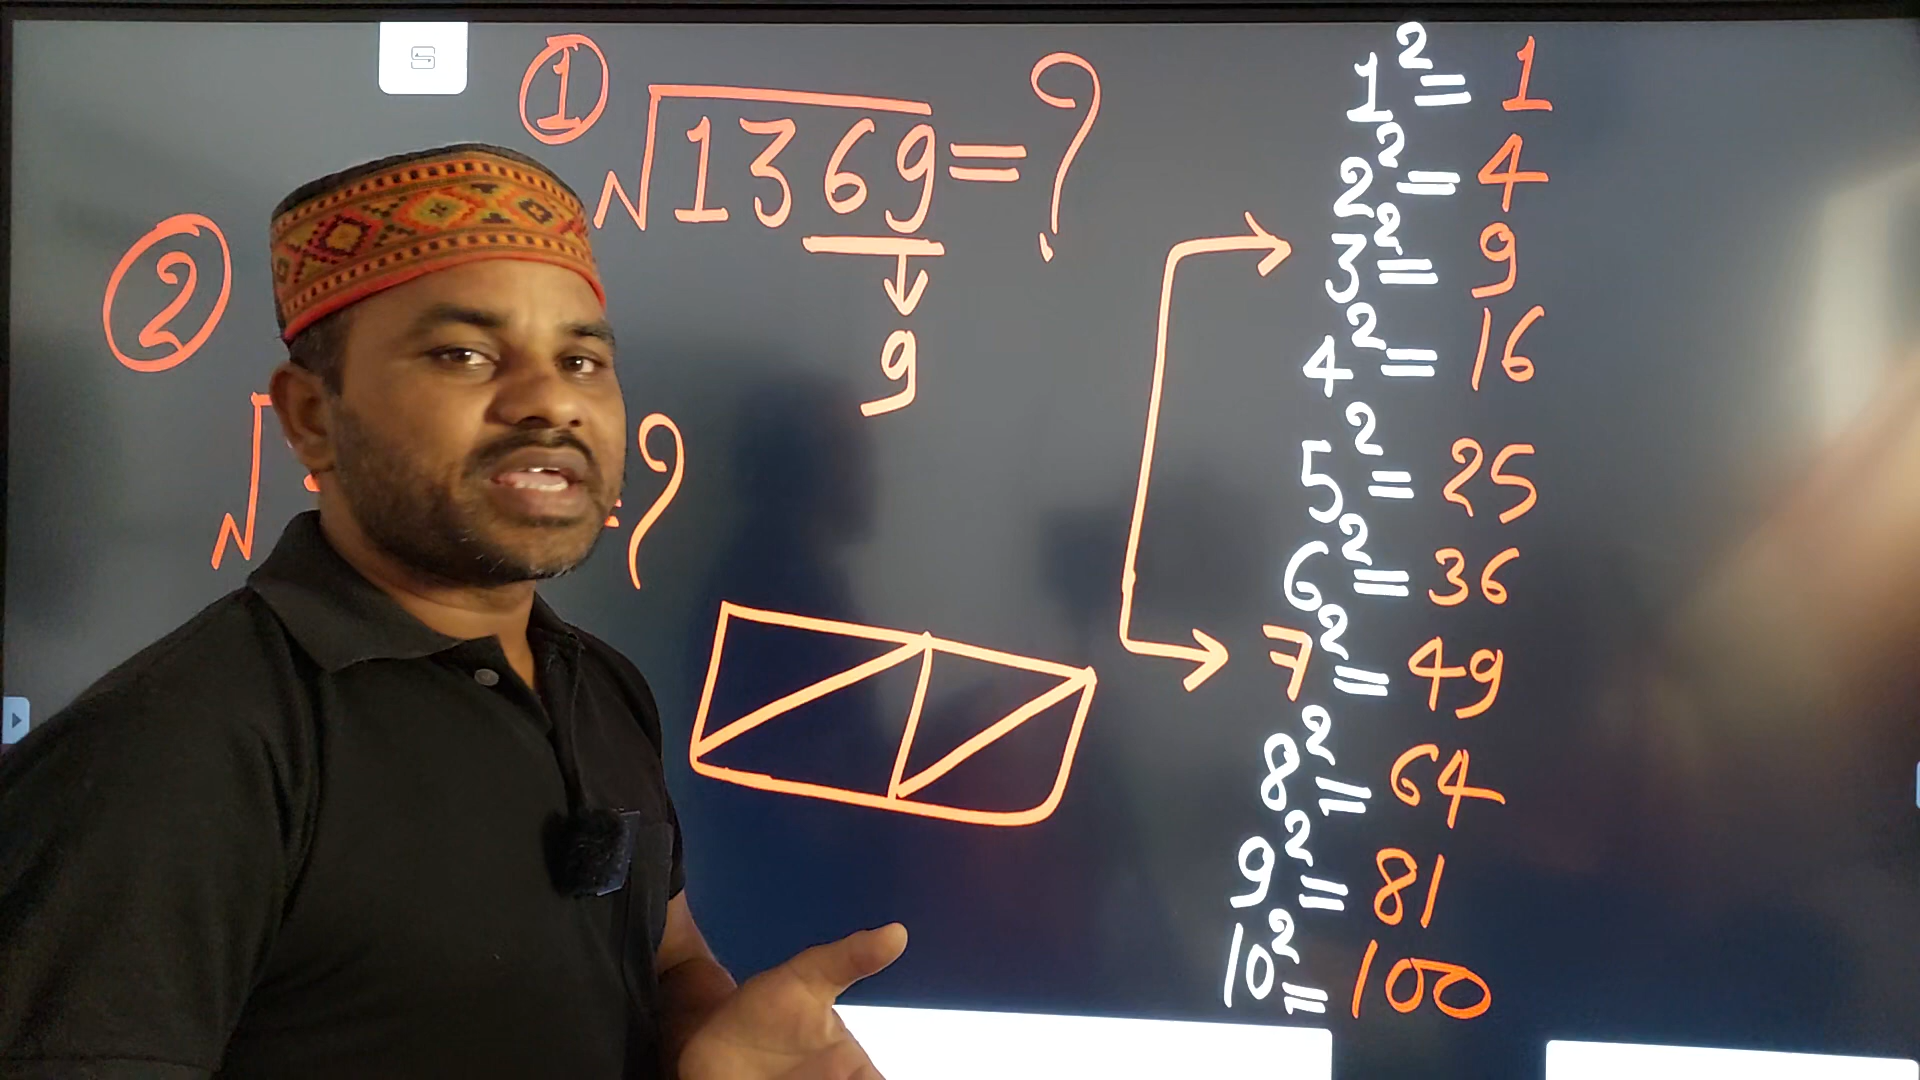 ① √1369 = ?
9
②
√ = ?
1² = 1
2² = 4
3² = 9
4² = 16
5² = 25
6² = 36
7² = 49
8² = 64
9² = 81
10² = 100